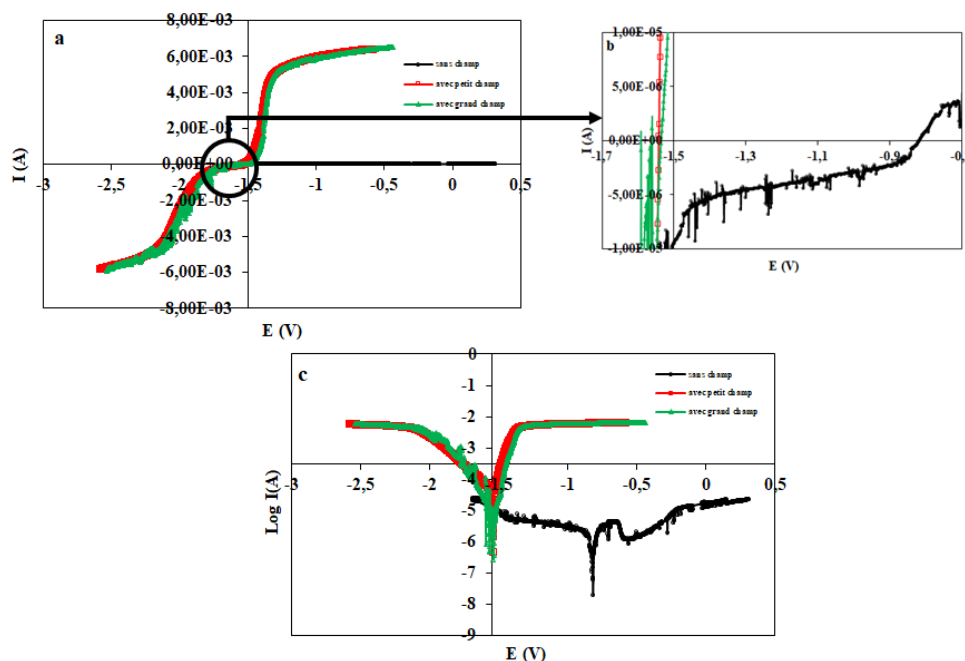 a
8,00E-03
6,00E-03
4,00E-03
2,00E-03
0,00E+00
-2,00E-03
-4,00E-03
-6,00E-03
-8,00E-03
-3 -2,5 -2 -1,5 -1 -0,5 0 0,5
I (A)
E (V)
sans champ
avec petit champ
avec grand champ
b
1,00E-05
5,00E-06
0,00E+00
-5,00E-06
-1,00E-05
-1,7 -1,5 -1,3 -1,1 -0,9 -0,7
I (A)
E (V)
c
0
-1
-2
-3
-4
-5
-6
-7
-8
-9
-3 -2,5 -2 -1,5 -1 -0,5 0 0,5
Log I(A)
E (V)
sans champ
avec petit champ
avec grand champ